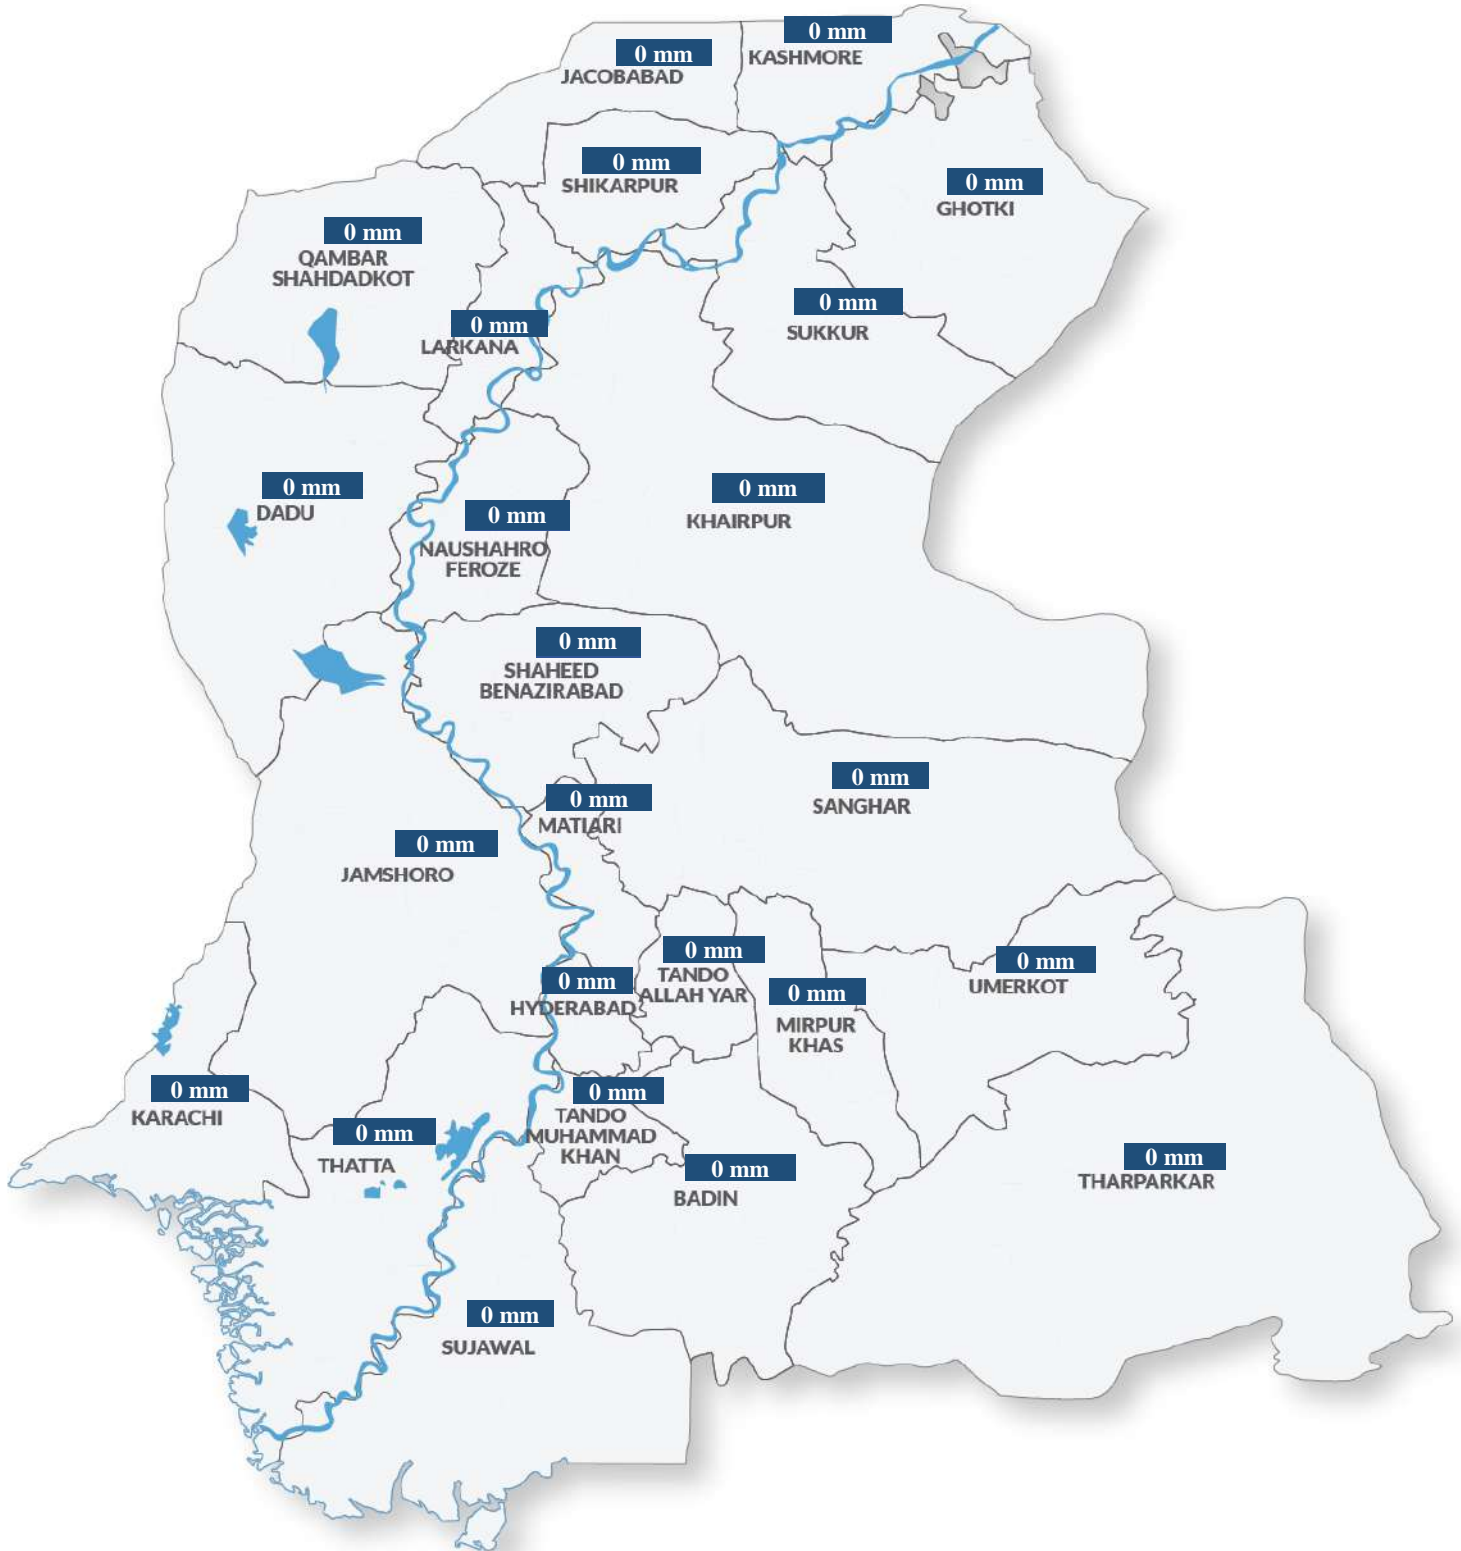 0 mm
KASHMORE
0 mm
JACOBABAD
0 mm
SHIKARPUR
0 mm
GHOTKI
0 mm
QAMBAR
SHAHDADKOT
0 mm
SUKKUR
0 mm
LARKANA
0 mm
DADU
0 mm
KHAIRPUR
0 mm
NAUSHAHRO
FEROZE
0 mm
SHAHEED
BENAZIRABAD
0 mm
SANGHAR
0 mm
MATIARI
0 mm
JAMSHORO
0 mm
TANDO
ALLAH YAR
0 mm
UMERKOT
0 mm
HYDERABAD
0 mm
MIRPUR
KHAS
0 mm
KARACHI
0 mm
TANDO
MUHAMMAD
KHAN
0 mm
THATTA
0 mm
THARPARKAR
0 mm
BADIN
0 mm
SUJAWAL